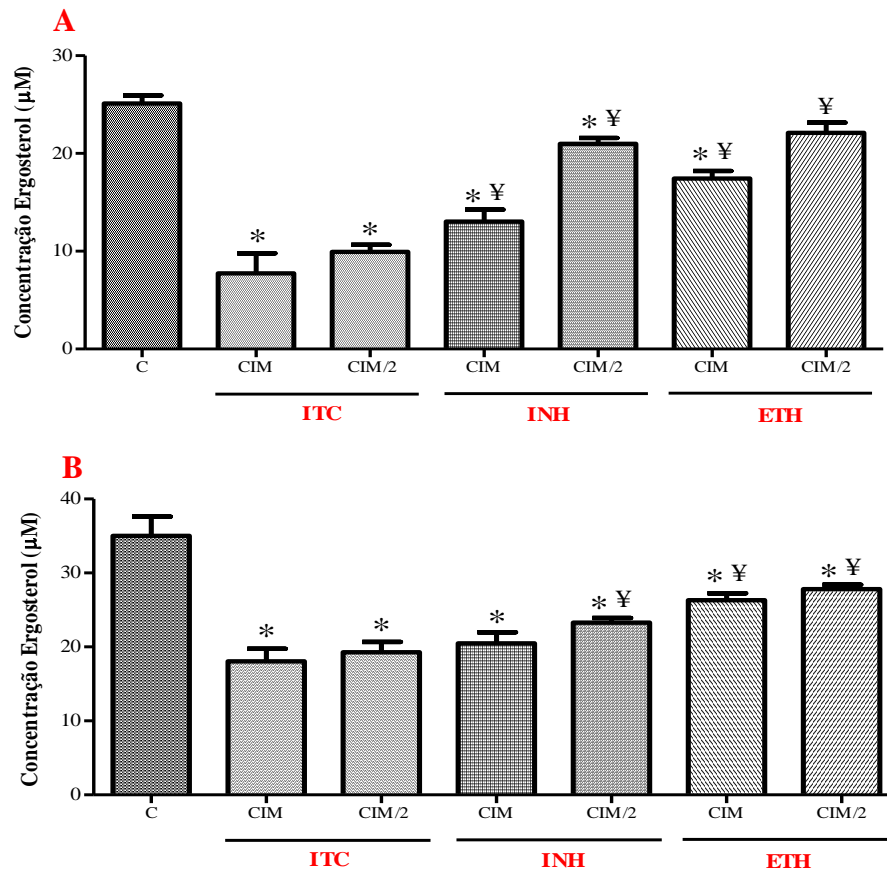 A
Concentração Ergosterol (µM)
30
20
10
0
*
*
* ¥
* ¥
* ¥
¥
C
CIM
CIM/2
CIM
CIM/2
CIM
CIM/2
ITC
INH
ETH
B
Concentração Ergosterol (µM)
40
30
20
10
0
*
*
*
* ¥
* ¥
* ¥
C
CIM
CIM/2
CIM
CIM/2
CIM
CIM/2
ITC
INH
ETH